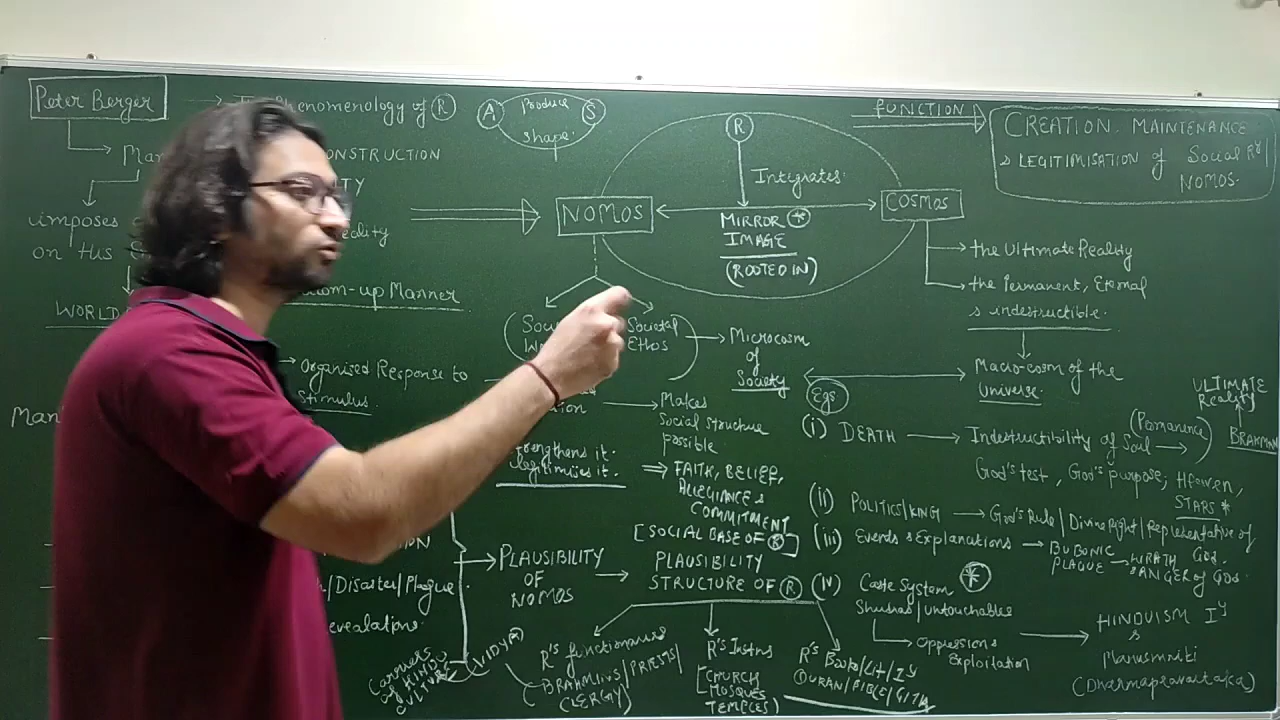 Peter Berger
Phenomenology of R
Man
CONSTRUCTION
imposes
on this
WORLD
Bottom-up Manner
Organised Response to
Stimulus.
Man
Disaster/Plague
Carriers
of HINDU
CULTURE
A
Produce
S
shape.
R
Integrates.
NOMOS
MIRROR *
IMAGE
(ROOTED IN)
COSMOS
FUNCTION
CREATION, MAINTENANCE
& LEGITIMISATION of Social Rty/
NOMOS.
the Ultimate Reality
the Permanent, Eternal
& indestructible.
Societal
Ethos
Microcosm
of
Society
Macro-cosm of the
Universe
Makes
Social structure
possible
strengthens it.
legitimises it.
FAITH, BELIEF,
ALLEGIANCE &
COMMITMENT
[SOCIAL BASE OF R]
PLAUSIBILITY
OF
NOMOS
PLAUSIBILITY
STRUCTURE OF R
R's functionaries
BRAHMINS/PRIESTS/
CLERGY)
R's Instns
[CHURCH
MOSQUES
TEMPLES)
R's Books/Lit/Iy
QURAN/BIBLE/GITA
Egs
(i) DEATH
Indestructibility of Soul
(Permanence)
ULTIMATE
Reality
BRAHMAN
God's test, God's purpose, Heaven,
STARS *
(ii) POLITICS/KING
God's Rule/Divine Right/Representative of
God.
(iii) Events & Explanations
BUBONIC
PLAGUE
WRATH
& ANGER of GOD.
(iv) Caste System *
Shudras/Untouchables
Oppression &
Exploitation
HINDUISM Iy
&
Manusmriti
(Dharmapravartaka)